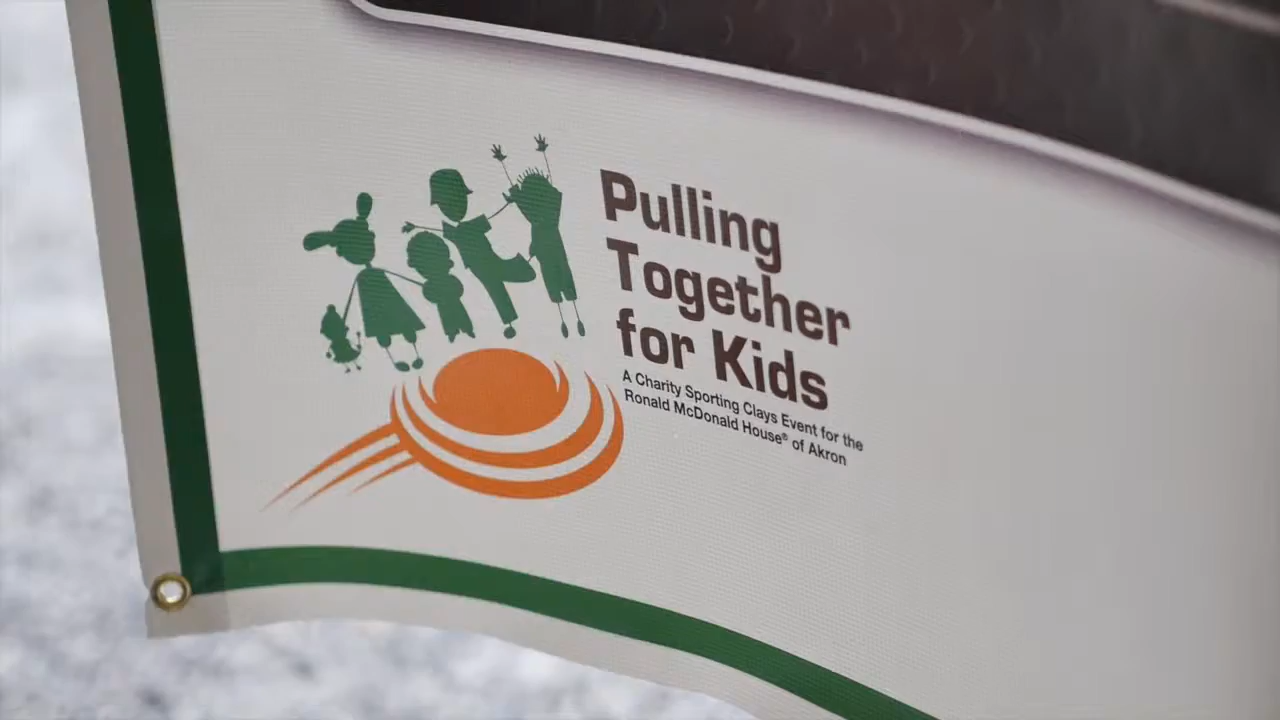 Pulling
Together
for Kids
A Charity Sporting Clays Event for the
Ronald McDonald House® of Akron